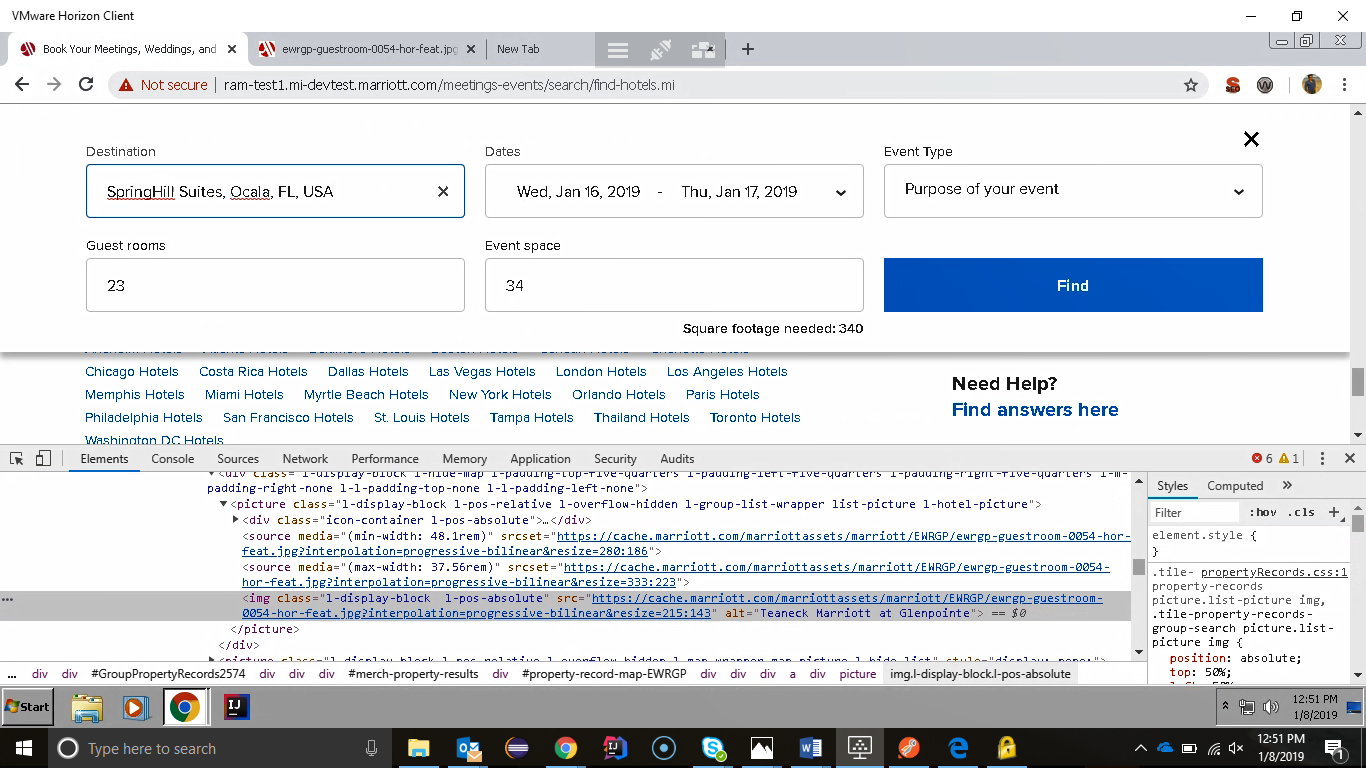 VMware Horizon Client
Book Your Meetings, Weddings, and
ewrgp-guestroom-0054-hor-feat.jpg
New Tab
Not secure
ram-test1.mi-devtest.marriott.com/meetings-events/search/find-hotels.mi
Destination
Dates
Event Type
SpringHill Suites, Ocala, FL, USA
Wed, Jan 16, 2019 - Thu, Jan 17, 2019
Purpose of your event
Guest rooms
Event space
23
34
Find
Square footage needed: 340
Chicago Hotels Costa Rica Hotels Dallas Hotels Las Vegas Hotels London Hotels Los Angeles Hotels
Memphis Hotels Miami Hotels Myrtle Beach Hotels New York Hotels Orlando Hotels Paris Hotels
Philadelphia Hotels San Francisco Hotels St. Louis Hotels Tampa Hotels Thailand Hotels Toronto Hotels
Washington DC Hotels
Need Help?
Find answers here
Elements Console Sources Network Performance Memory Application Security Audits
6 1
<div class="l-display-block l-hide-map l-padding-top-five-quarters l-padding-left-five-quarters l-padding-right-five-quarters l-m-
padding-right-none l-l-padding-top-none l-l-padding-left-none">
<picture class="l-display-block l-pos-relative l-overflow-hidden l-group-list-wrapper list-picture l-hotel-picture">
<div class="icon-container l-pos-absolute">…</div>
<source media="(min-width: 48.1rem)" srcset="https://cache.marriott.com/marriottassets/marriott/EWRGP/ewrgp-guestroom-0054-hor-
feat.jpg?interpolation=progressive-bilinear&resize=280:186">
<source media="(max-width: 37.56rem)" srcset="https://cache.marriott.com/marriottassets/marriott/EWRGP/ewrgp-guestroom-0054-
hor-feat.jpg?interpolation=progressive-bilinear&resize=333:223">
<img class="l-display-block l-pos-absolute" src="https://cache.marriott.com/marriottassets/marriott/EWRGP/ewrgp-guestroom-
0054-hor-feat.jpg?interpolation=progressive-bilinear&resize=215:143" alt="Teaneck Marriott at Glenpointe"> == $0
</picture>
</div>
<picture class="l-display-block l-pos-relative l-overflow-hidden l-map-wrapper map-picture l-hide-list" style="display: none;">
Styles Computed »
Filter :hov .cls +
element.style {
}
.tile- propertyRecords.css:1
property-records
picture.list-picture img,
.tile-property-records-
group-search picture.list-
picture img {
position: absolute;
top: 50%;
... div div #GroupPropertyRecords2574 div #merch-property-results div #property-record-map-EWRGP div div a div picture img.l-display-block.l-pos-absolute
Start
12:51 PM
1/8/2019
Type here to search
12:51 PM
1/8/2019
1